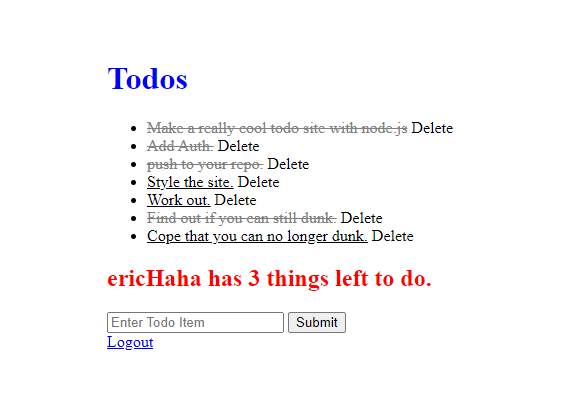 Todos
Make a really cool todo site with node.js Delete
Add Auth. Delete
push to your repo. Delete
Style the site. Delete
Work out. Delete
Find out if you can still dunk. Delete
Cope that you can no longer dunk. Delete
ericHaha has 3 things left to do.
Enter Todo Item Submit
Logout